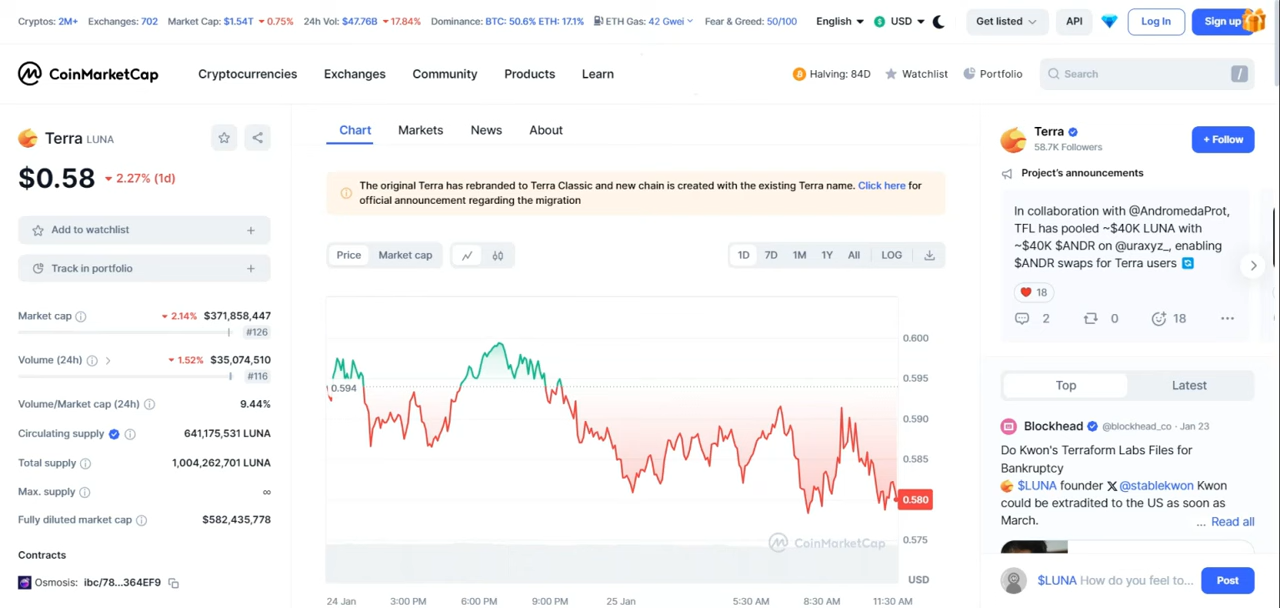 Cryptos: 2M+ Exchanges: 702 Market Cap: $1.54T 0.75% 24h Vol: $47.76B 17.84% Dominance: BTC: 50.6% ETH: 17.1% ETH Gas: 42 Gwei Fear & Greed: 50/100 English USD Get listed API Log In Sign up
CoinMarketCap Cryptocurrencies Exchanges Community Products Learn Halving: 84D Watchlist Portfolio Search /
Terra LUNA
$0.58 2.27% (1d)
Add to watchlist +
Track in portfolio +
Market cap 2.14% $371,858,447
#126
Volume (24h) 1.52% $35,074,510
#116
Volume/Market cap (24h) 9.44%
Circulating supply 641,175,531 LUNA
Total supply 1,004,262,701 LUNA
Max. supply ∞
Fully diluted market cap $582,435,778
Contracts
Osmosis: ibc/78...364EF9
Chart Markets News About
The original Terra has rebranded to Terra Classic and new chain is created with the existing Terra name. Click here for
official announcement regarding the migration
Price Market cap 1D 7D 1M 1Y All LOG
0.600
0.595
0.594
0.590
0.585
0.580
0.575
CoinMarketCap
USD
24 Jan 3:00 PM 6:00 PM 9:00 PM 25 Jan 5:30 AM 8:30 AM 11:30 AM
Terra
58.7K Followers
+ Follow
Project's announcements
In collaboration with @AndromedaProt,
TFL has pooled ~$40K LUNA with
~$40K $ANDR on @uraxyz_, enabling
$ANDR swaps for Terra users
18
2 0 18 ...
Top Latest
Blockhead @blockhead_co · Jan 23
Do Kwon's Terraform Labs Files for
Bankruptcy
$LUNA founder X @stablekwon Kwon
could be extradited to the US as soon as
March. ... Read all
$LUNA How do you feel to... Post